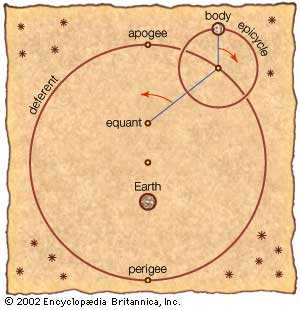 body
apogee
epicycle
deferent
equant
Earth
perigee
© 2002 Encyclopædia Britannica, Inc.